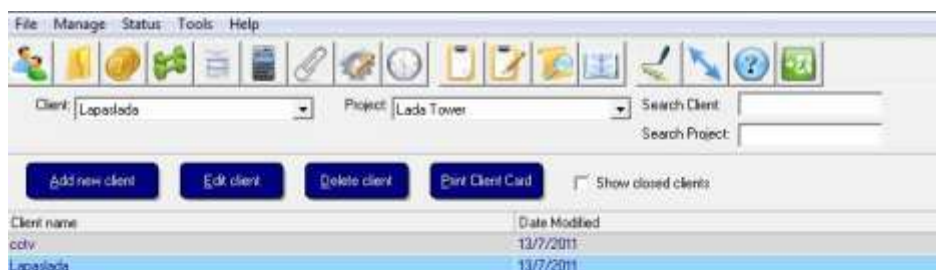 File Manage Status Tools Help
Client: Lapaslada Project: Lada Tower Search Client:
Search Project:
Add new client Edit client Delete client Print Client Card Show closed clients
Client name Date Modified
cctv 13/7/2011
Lapaslada 13/7/2011